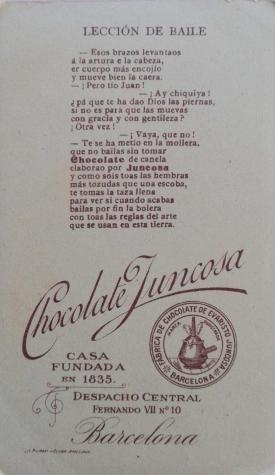 LECCIÓN DE BAILE
— Esos brazos levantaos
á la artura e la cabeza,
er cuerpo más encojío
y mueve bien la caera.
— ¡ Pero tío Juan !
— ¡ Ay chiquiya !
¿ pá que te ha dao Dios las piernas,
si no es para que las muevas
con gracia y con gentileza ?
¡ Otra vez !
— ¡ Vaya, que no !
— Te se ha metío en la mollera,
que no bailas sin tomar
Chocolate de canela
elaborao por Juncosa
y como sois toas las hembras
más tozudas que una escoba,
te tomas la taza llena
para ver si cuando acabas
bailas por fin la bolera
con toas las reglas del arte
que se usan en esta tierra.
Chocolate Juncosa
FÁBRICA DE CHOCOLATE DE EVARISTO JUNCOSA
BARCELONA
MARCA
CASA
FUNDADA
EN 1835.
DESPACHO CENTRAL
FERNANDO VII Nº 10
Barcelona